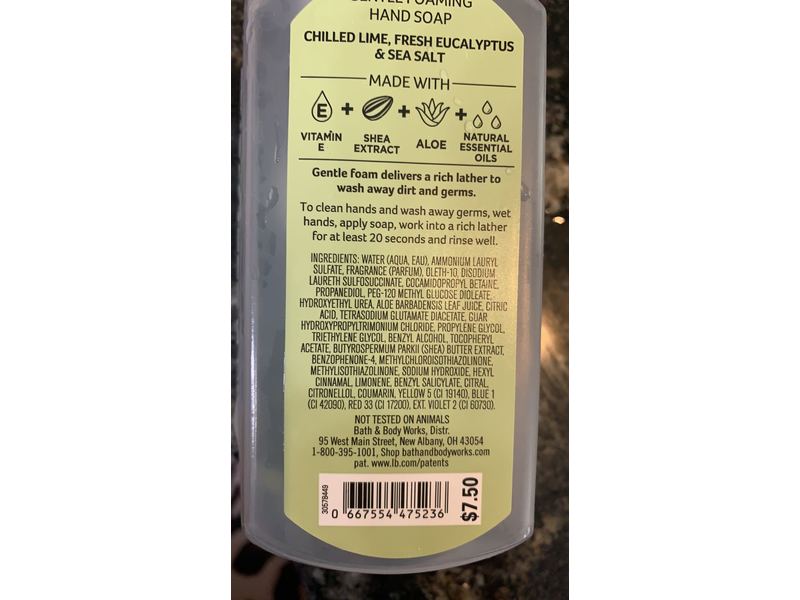 GENTLE FOAMING
HAND SOAP
CHILLED LIME, FRESH EUCALYPTUS
& SEA SALT
MADE WITH
E + + +
VITAMIN
E
SHEA
EXTRACT
ALOE
NATURAL
ESSENTIAL
OILS
Gentle foam delivers a rich lather to
wash away dirt and germs.
To clean hands and wash away germs, wet
hands, apply soap, work into a rich lather
for at least 20 seconds and rinse well.
INGREDIENTS: WATER (AQUA, EAU), AMMONIUM LAURYL
SULFATE, FRAGRANCE (PARFUM), OLETH-10, DISODIUM
LAURETH SULFOSUCCINATE, COCAMIDOPROPYL BETAINE,
PROPANEDIOL, PEG-120 METHYL GLUCOSE DIOLEATE,
HYDROXYETHYL UREA, ALOE BARBADENSIS LEAF JUICE, CITRIC
ACID, TETRASODIUM GLUTAMATE DIACETATE, GUAR
HYDROXYPROPYLTRIMONIUM CHLORIDE, PROPYLENE GLYCOL,
TRIETHYLENE GLYCOL, BENZYL ALCOHOL, TOCOPHERYL
ACETATE, BUTYROSPERMUM PARKII (SHEA) BUTTER EXTRACT,
BENZOPHENONE-4, METHYLCHLOROISOTHIAZOLINONE,
METHYLISOTHIAZOLINONE, SODIUM HYDROXIDE, HEXYL
CINNAMAL, LIMONENE, BENZYL SALICYLATE, CITRAL,
CITRONELLOL, COUMARIN, YELLOW 5 (CI 19140), BLUE 1
(CI 42090), RED 33 (CI 17200), EXT. VIOLET 2 (CI 60730).
NOT TESTED ON ANIMALS
Bath & Body Works, Distr.
95 West Main Street, New Albany, OH 43054
1-800-395-1001, Shop bathandbodyworks.com
pat. www.lb.com/patents
30578449
0 667554 475236
$7.50